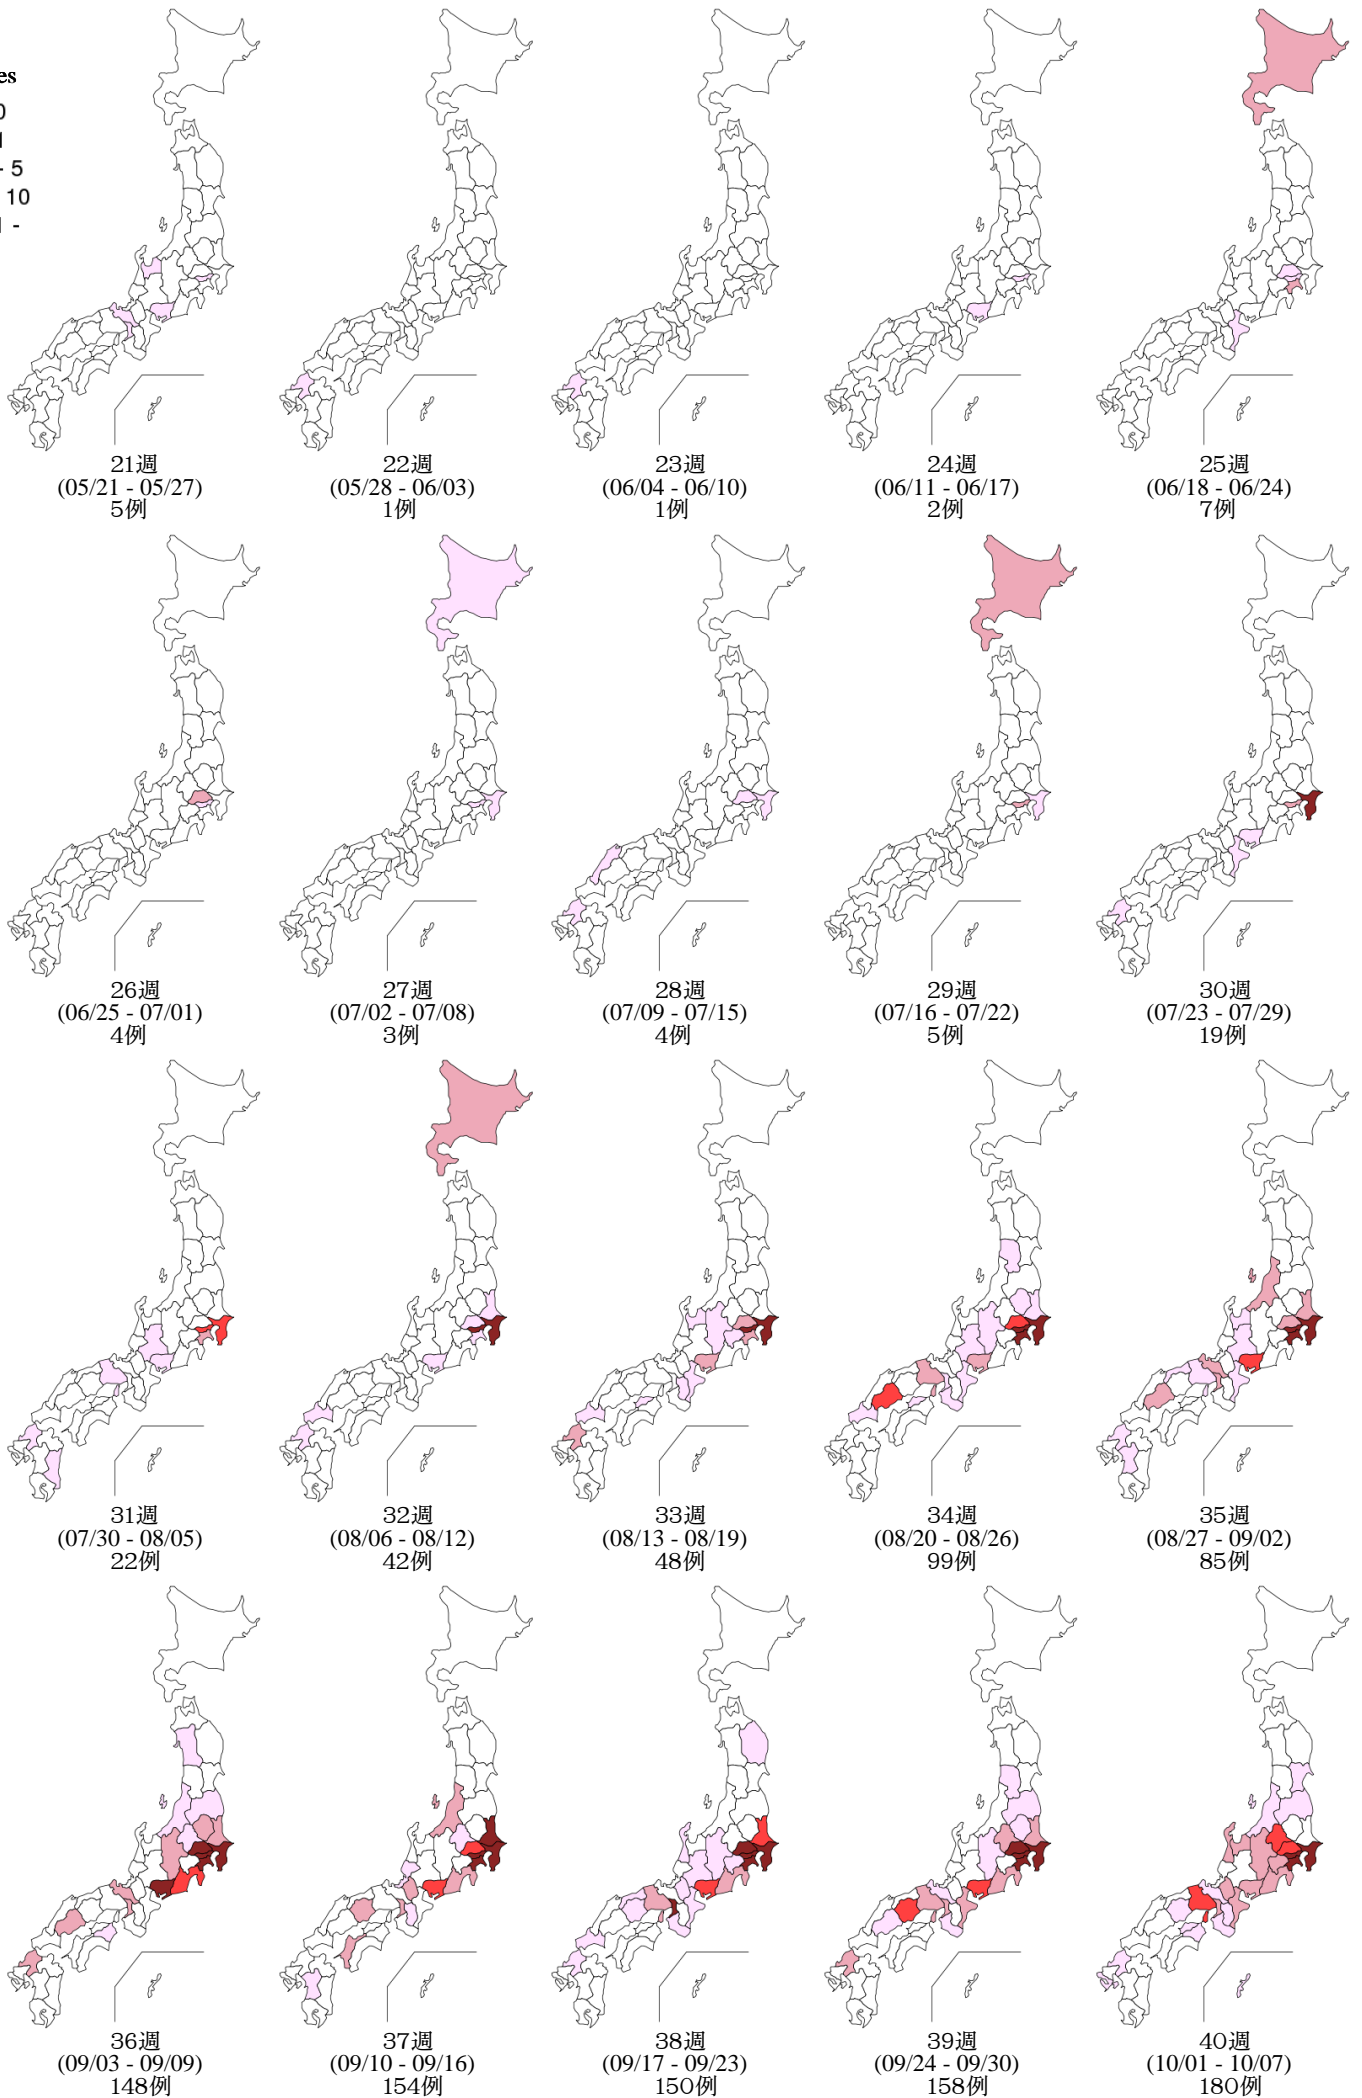 es
0
1
- 5
10
1 -
21週
(05/21 - 05/27)
5例
22週
(05/28 - 06/03)
1例
23週
(06/04 - 06/10)
1例
24週
(06/11 - 06/17)
2例
25週
(06/18 - 06/24)
7例
26週
(06/25 - 07/01)
4例
27週
(07/02 - 07/08)
3例
28週
(07/09 - 07/15)
4例
29週
(07/16 - 07/22)
5例
30週
(07/23 - 07/29)
19例
31週
(07/30 - 08/05)
22例
32週
(08/06 - 08/12)
42例
33週
(08/13 - 08/19)
48例
34週
(08/20 - 08/26)
99例
35週
(08/27 - 09/02)
85例
36週
(09/03 - 09/09)
148例
37週
(09/10 - 09/16)
154例
38週
(09/17 - 09/23)
150例
39週
(09/24 - 09/30)
158例
40週
(10/01 - 10/07)
180例